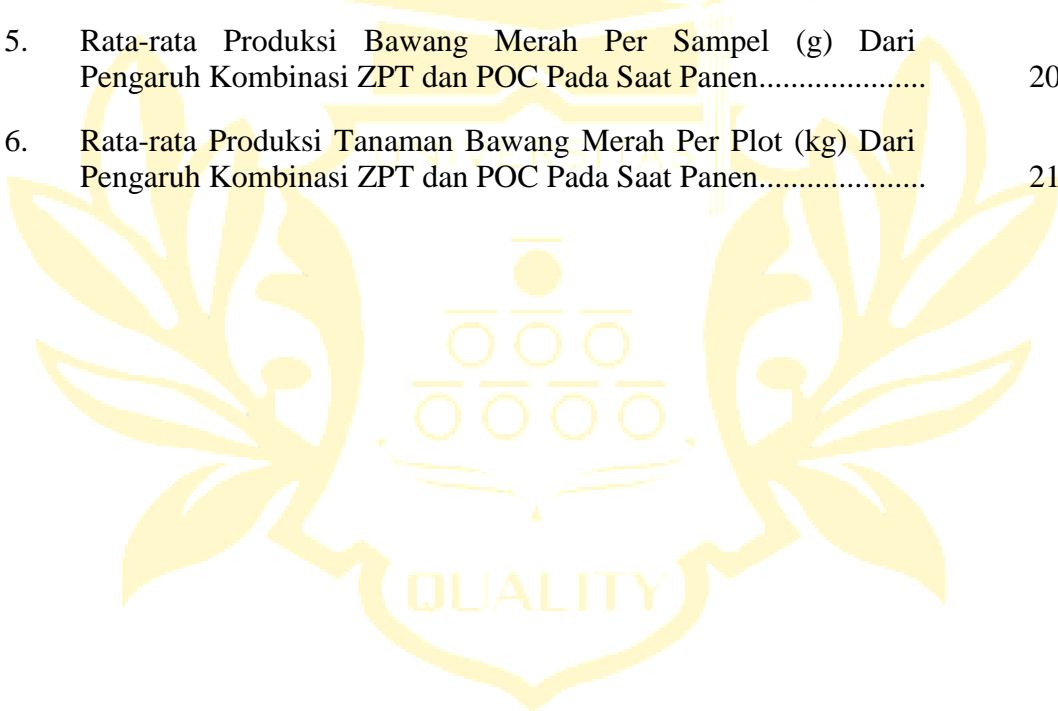 5. Rata-rata Produksi Bawang Merah Per Sampel (g) Dari
Pengaruh Kombinasi ZPT dan POC Pada Saat Panen..................... 20
6. Rata-rata Produksi Tanaman Bawang Merah Per Plot (kg) Dari
UNIVERSITAS
Pengaruh Kombinasi ZPT dan POC Pada Saat Panen..................... 21
QUALITY